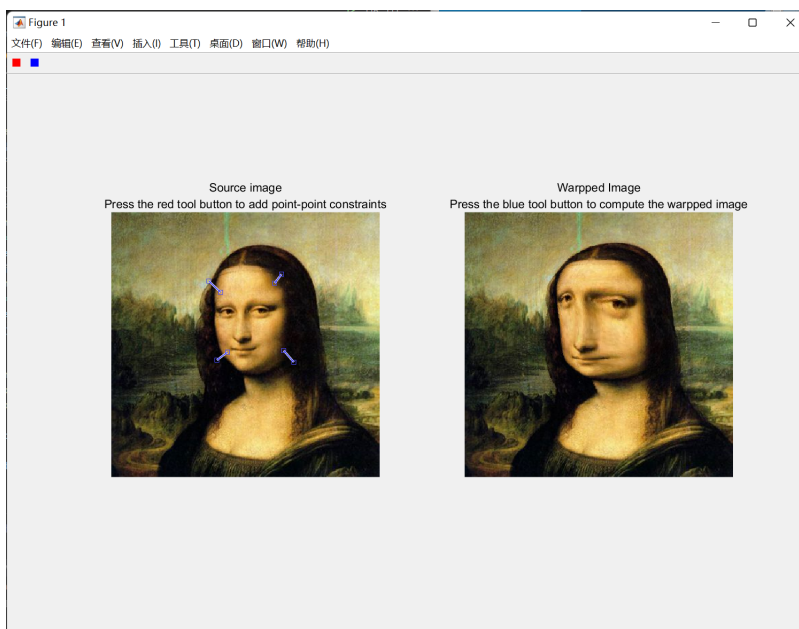 Figure 1
文件(F) 编辑(E) 查看(V) 插入(I) 工具(T) 桌面(D) 窗口(W) 帮助(H)
Source image
Press the red tool button to add point-point constraints
Warpped Image
Press the blue tool button to compute the warpped image